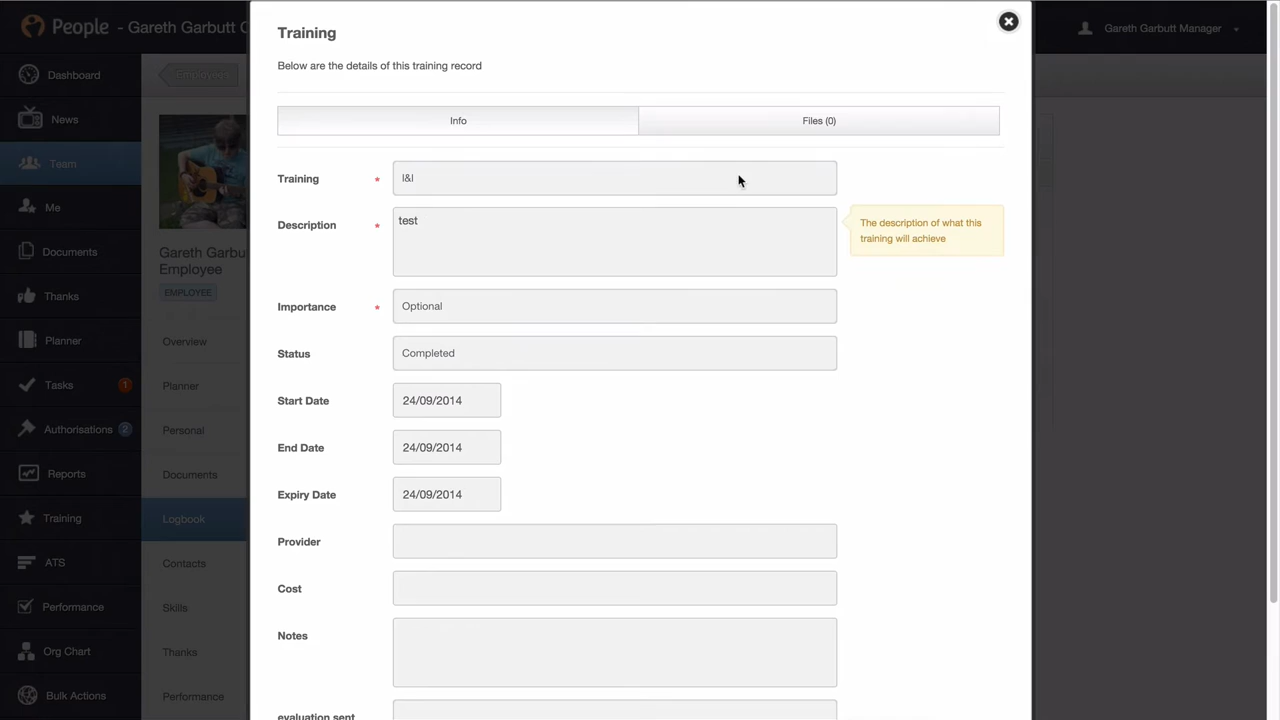 People - Gareth Garbutt C
Gareth Garbutt Manager
Dashboard
News
Team
Me
Documents
Thanks
Planner
Tasks 1
Authorisations 2
Reports
Training
ATS
Performance
Org Chart
Bulk Actions
Employees
Gareth Garbu
Employee
EMPLOYEE
Overview
Planner
Personal
Documents
Logbook
Contacts
Skills
Thanks
Performance
Training
Below are the details of this training record
Info
Files (0)
Training * I&I
Description * test
The description of what this
training will achieve
Importance * Optional
Status Completed
Start Date 24/09/2014
End Date 24/09/2014
Expiry Date 24/09/2014
Provider
Cost
Notes
evaluation sent